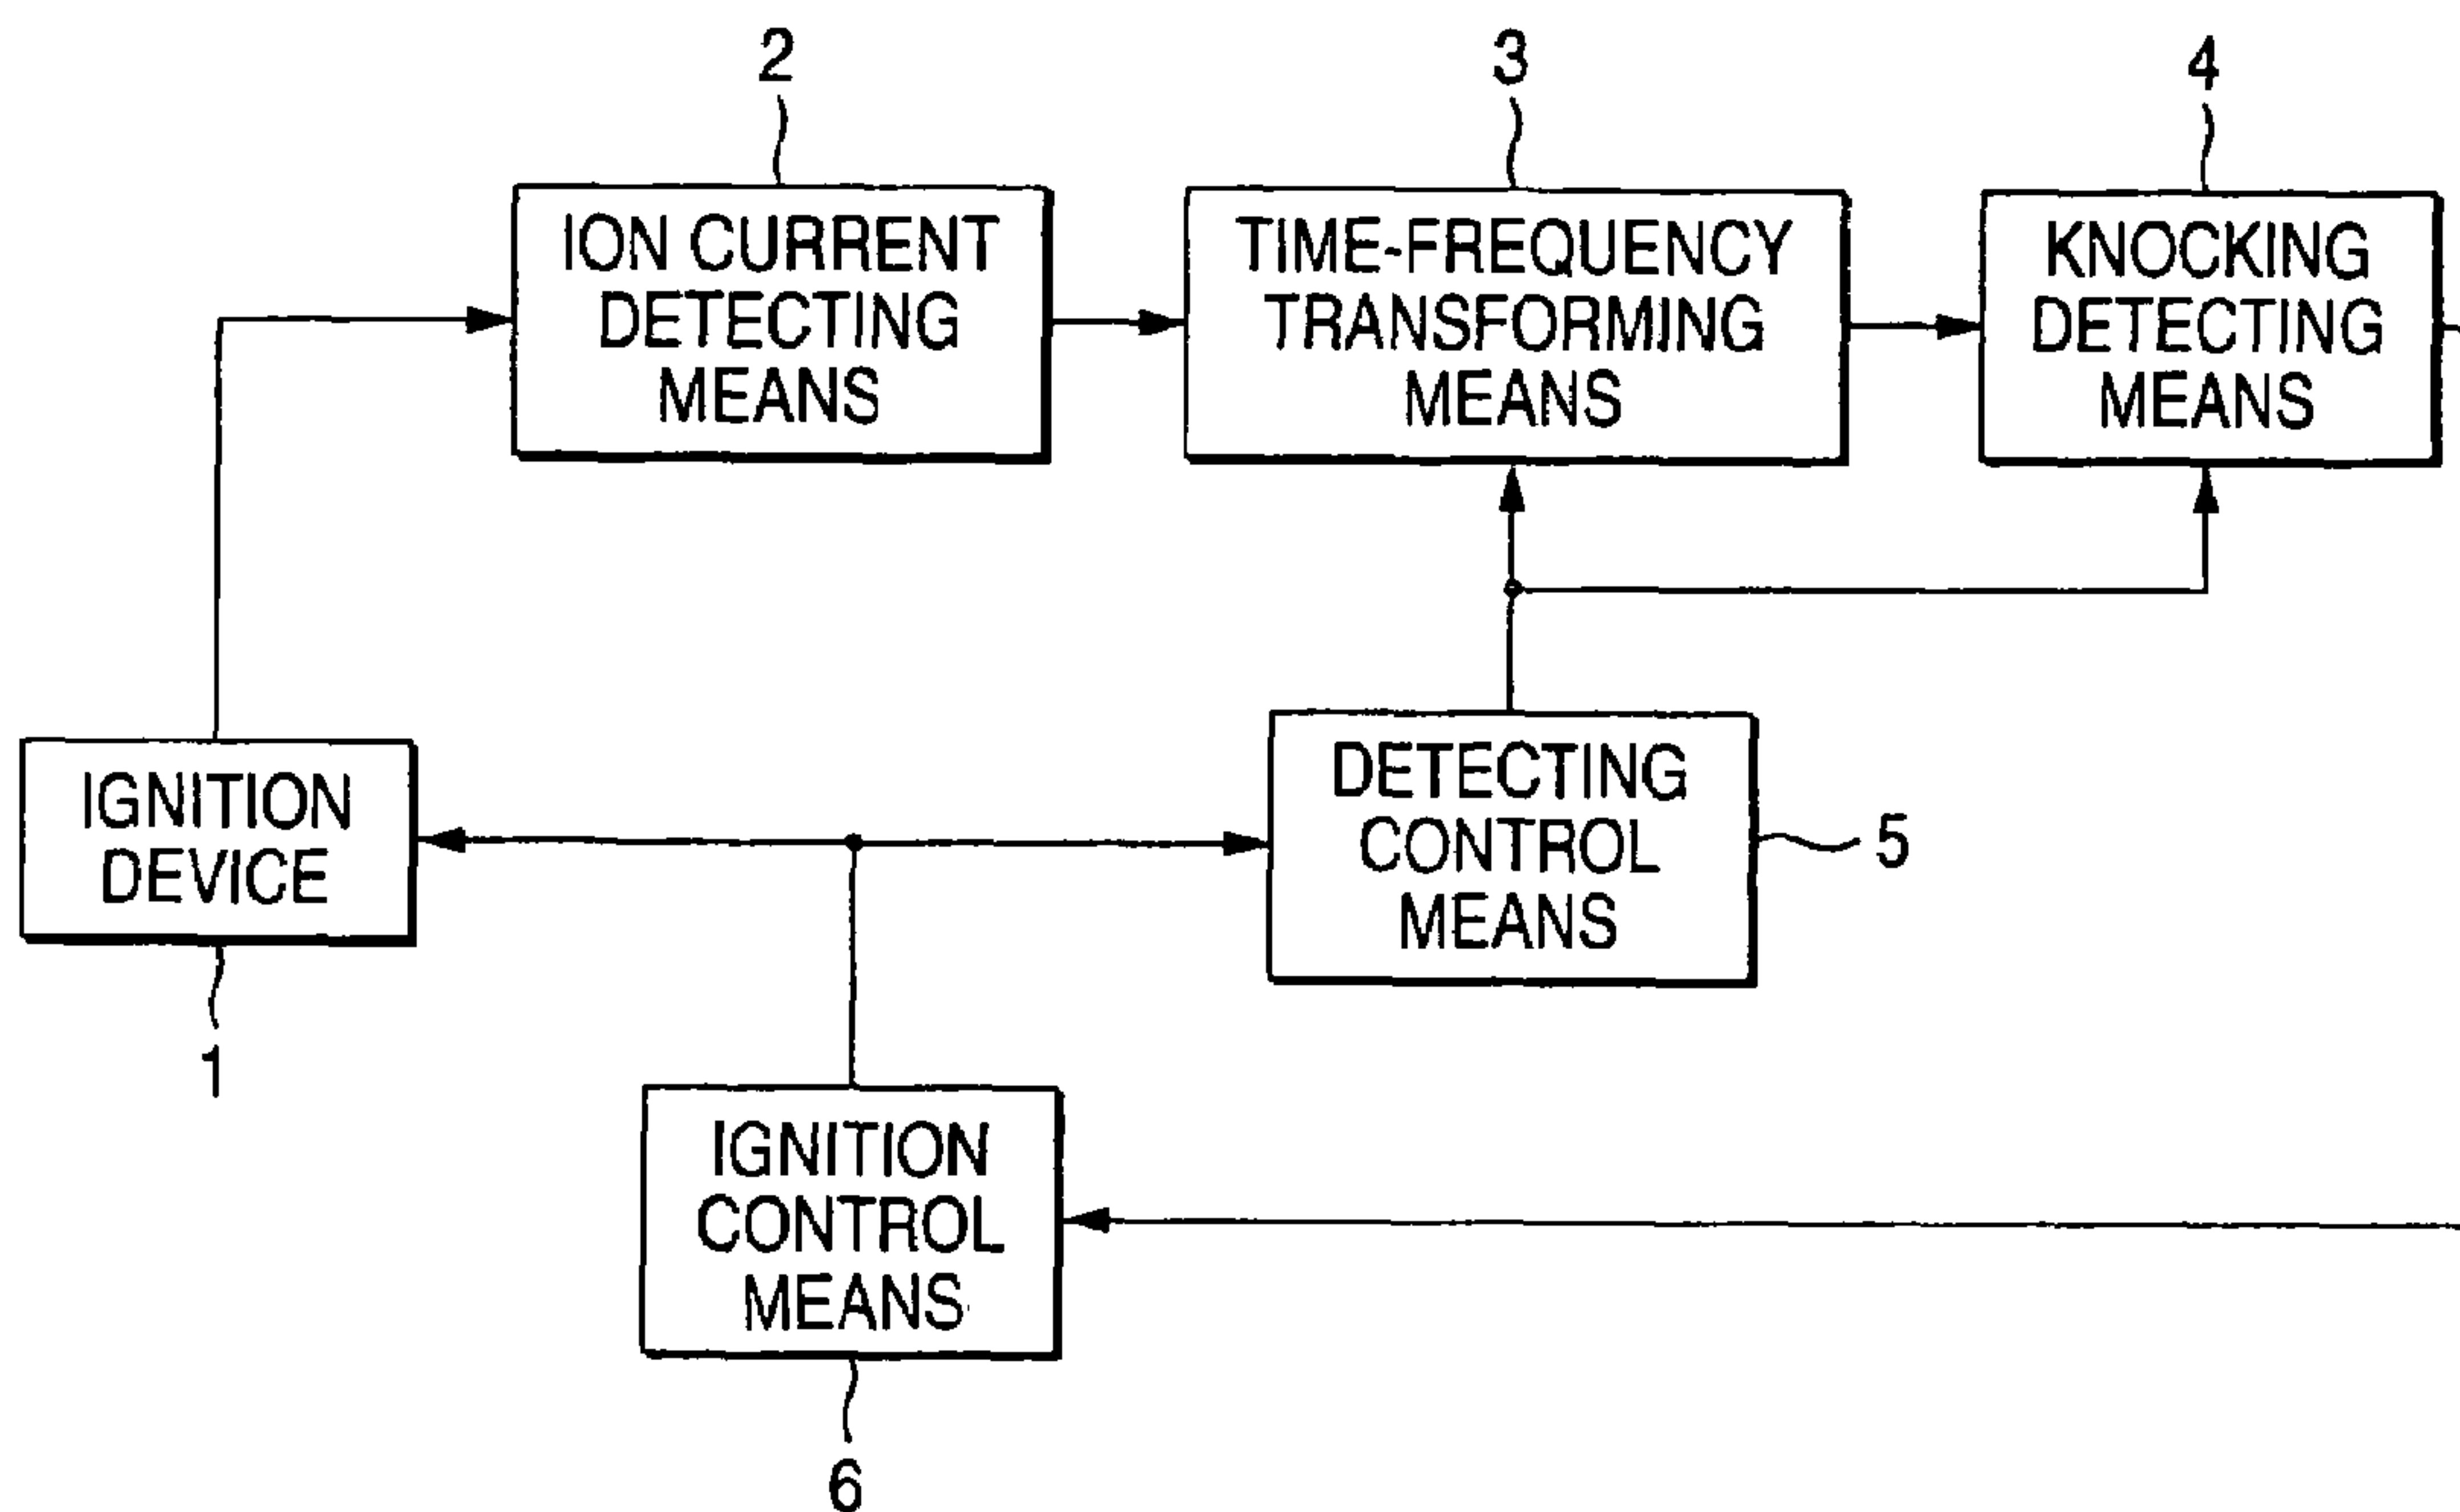 2
3
4
ION CURRENT
DETECTING
MEANS
TIME-FREQUENCY
TRANSFORMING
MEANS
KNOCKING
DETECTING
MEANS
IGNITION
DEVICE
1
DETECTING
CONTROL
MEANS
5
IGNITION
CONTROL
MEANS
6